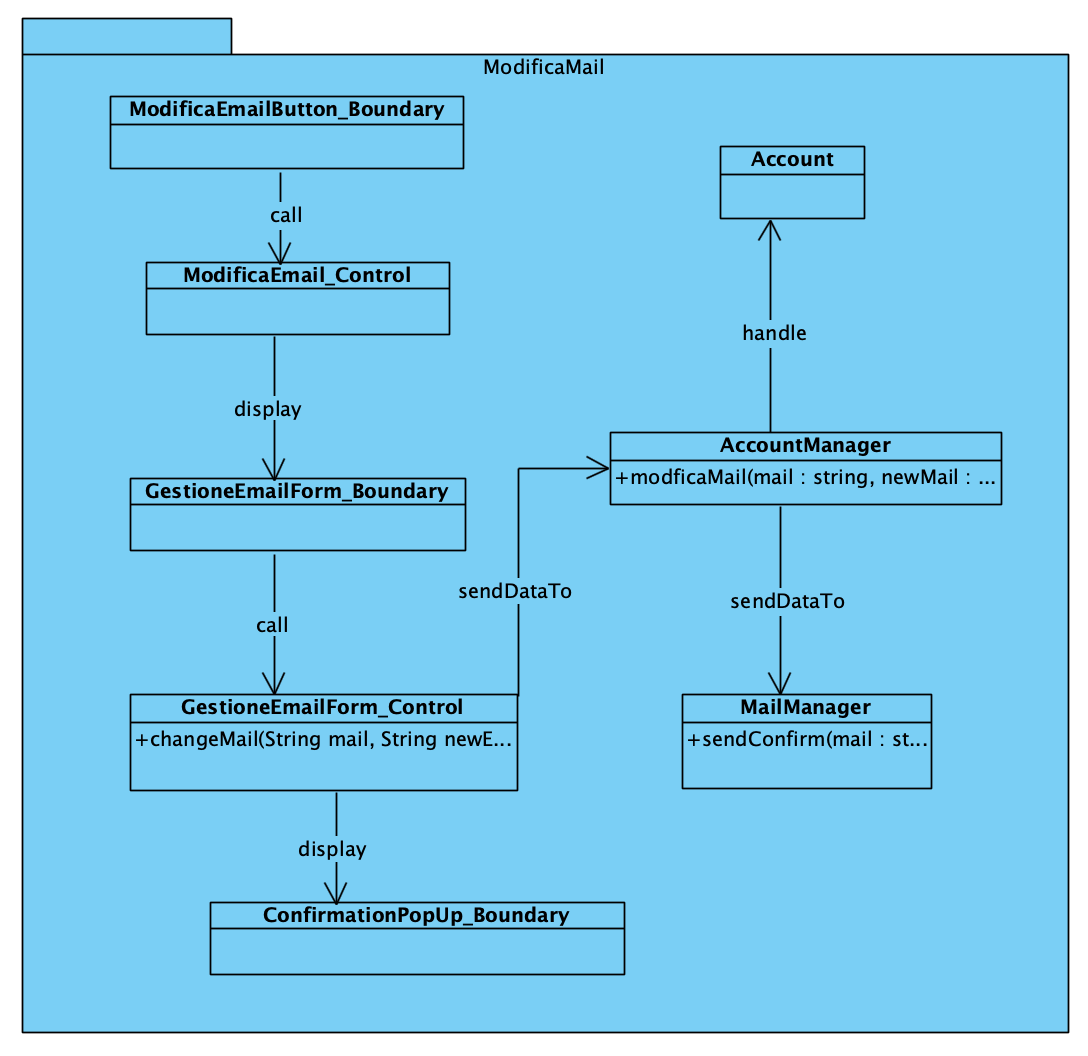 ModificaMail
ModificaEmailButton_Boundary
call
ModificaEmail_Control
display
GestioneEmailForm_Boundary
call
GestioneEmailForm_Control
+changeMail(String mail, String newE...
display
ConfirmationPopUp_Boundary
sendDataTo
Account
handle
AccountManager
+modficaMail(mail : string, newMail : ...
sendDataTo
MailManager
+sendConfirm(mail : st...